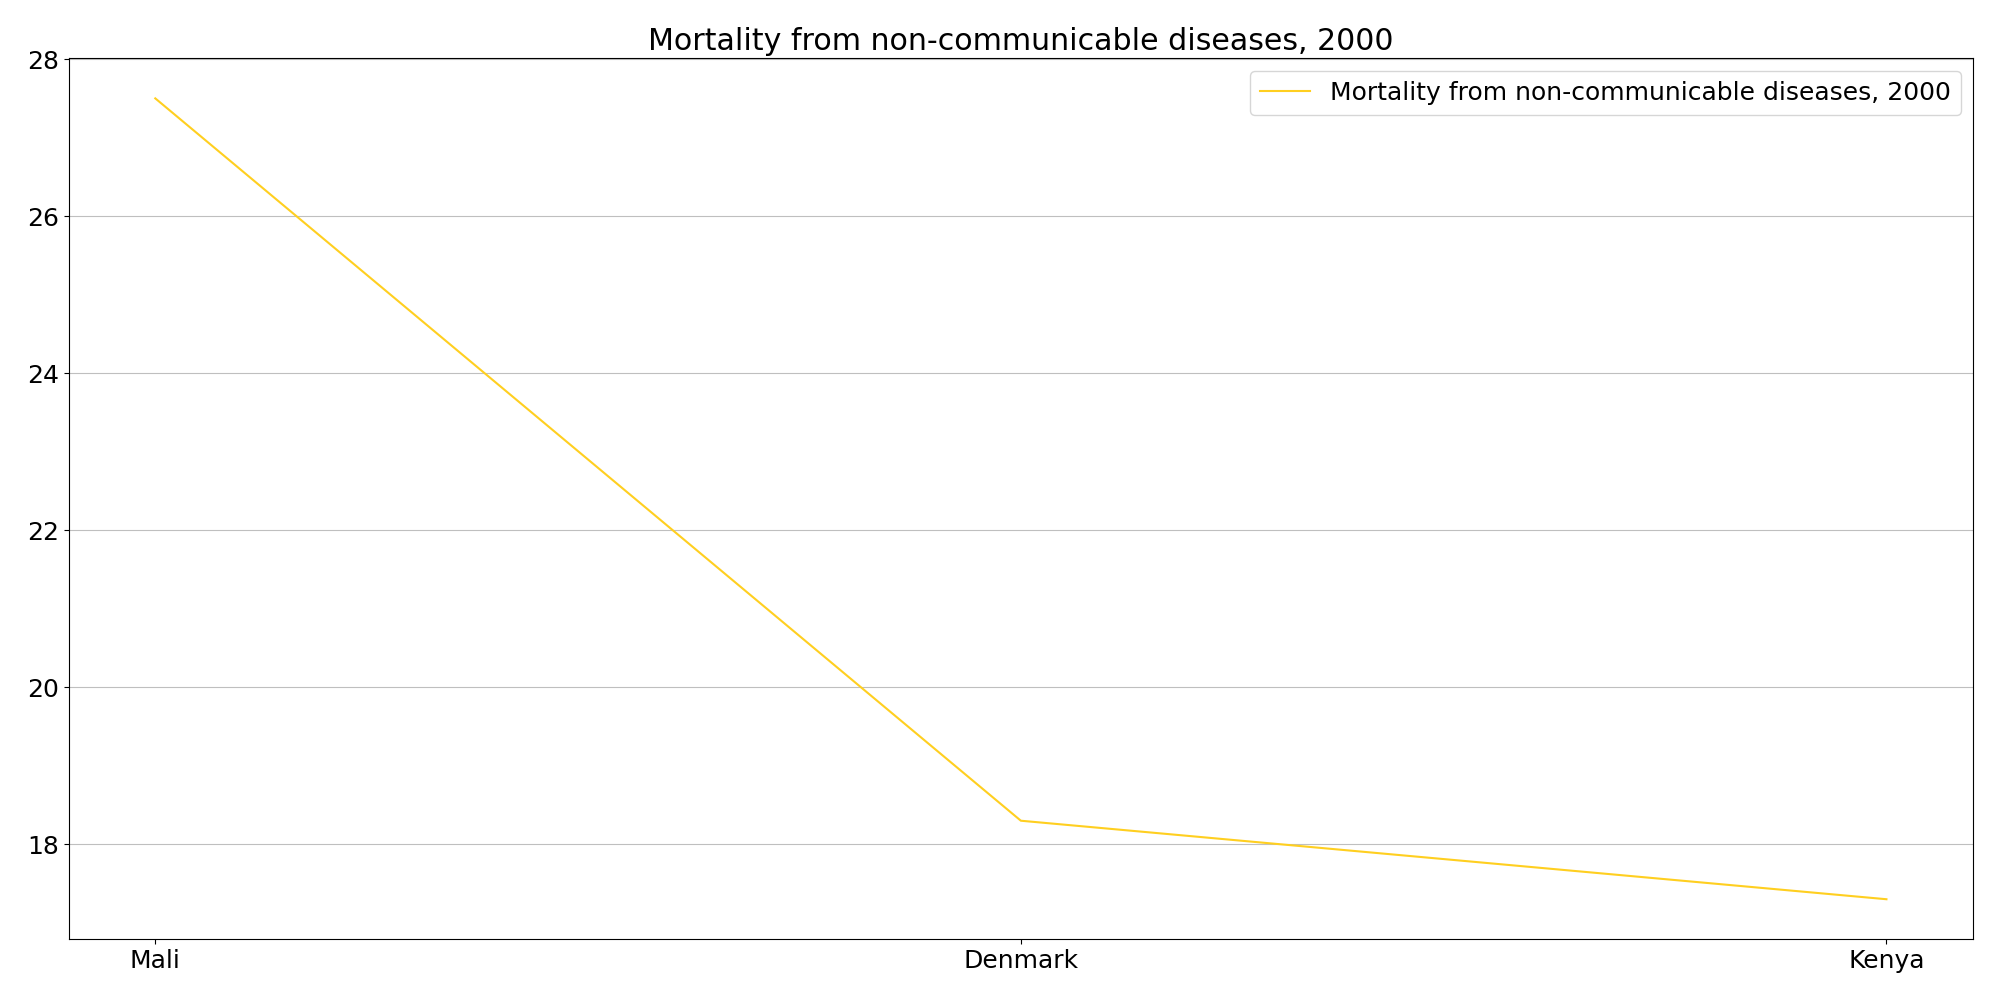 Mortality from non-communicable diseases, 2000
Mortality from non-communicable diseases, 2000
28
26
24
22
20
18
Mali
Denmark
Kenya